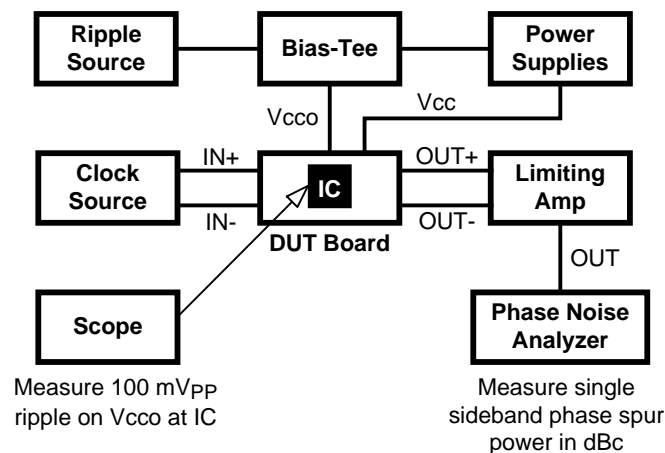 Ripple
Source
Bias-Tee
Power
Supplies
Vcco
Vcc
Clock
Source
IN+
IN-
IC
DUT Board
OUT+
OUT-
Limiting
Amp
OUT
Scope
Phase Noise
Analyzer
Measure 100 mVPP
ripple on Vcco at IC
Measure single
sideband phase spur
power in dBc